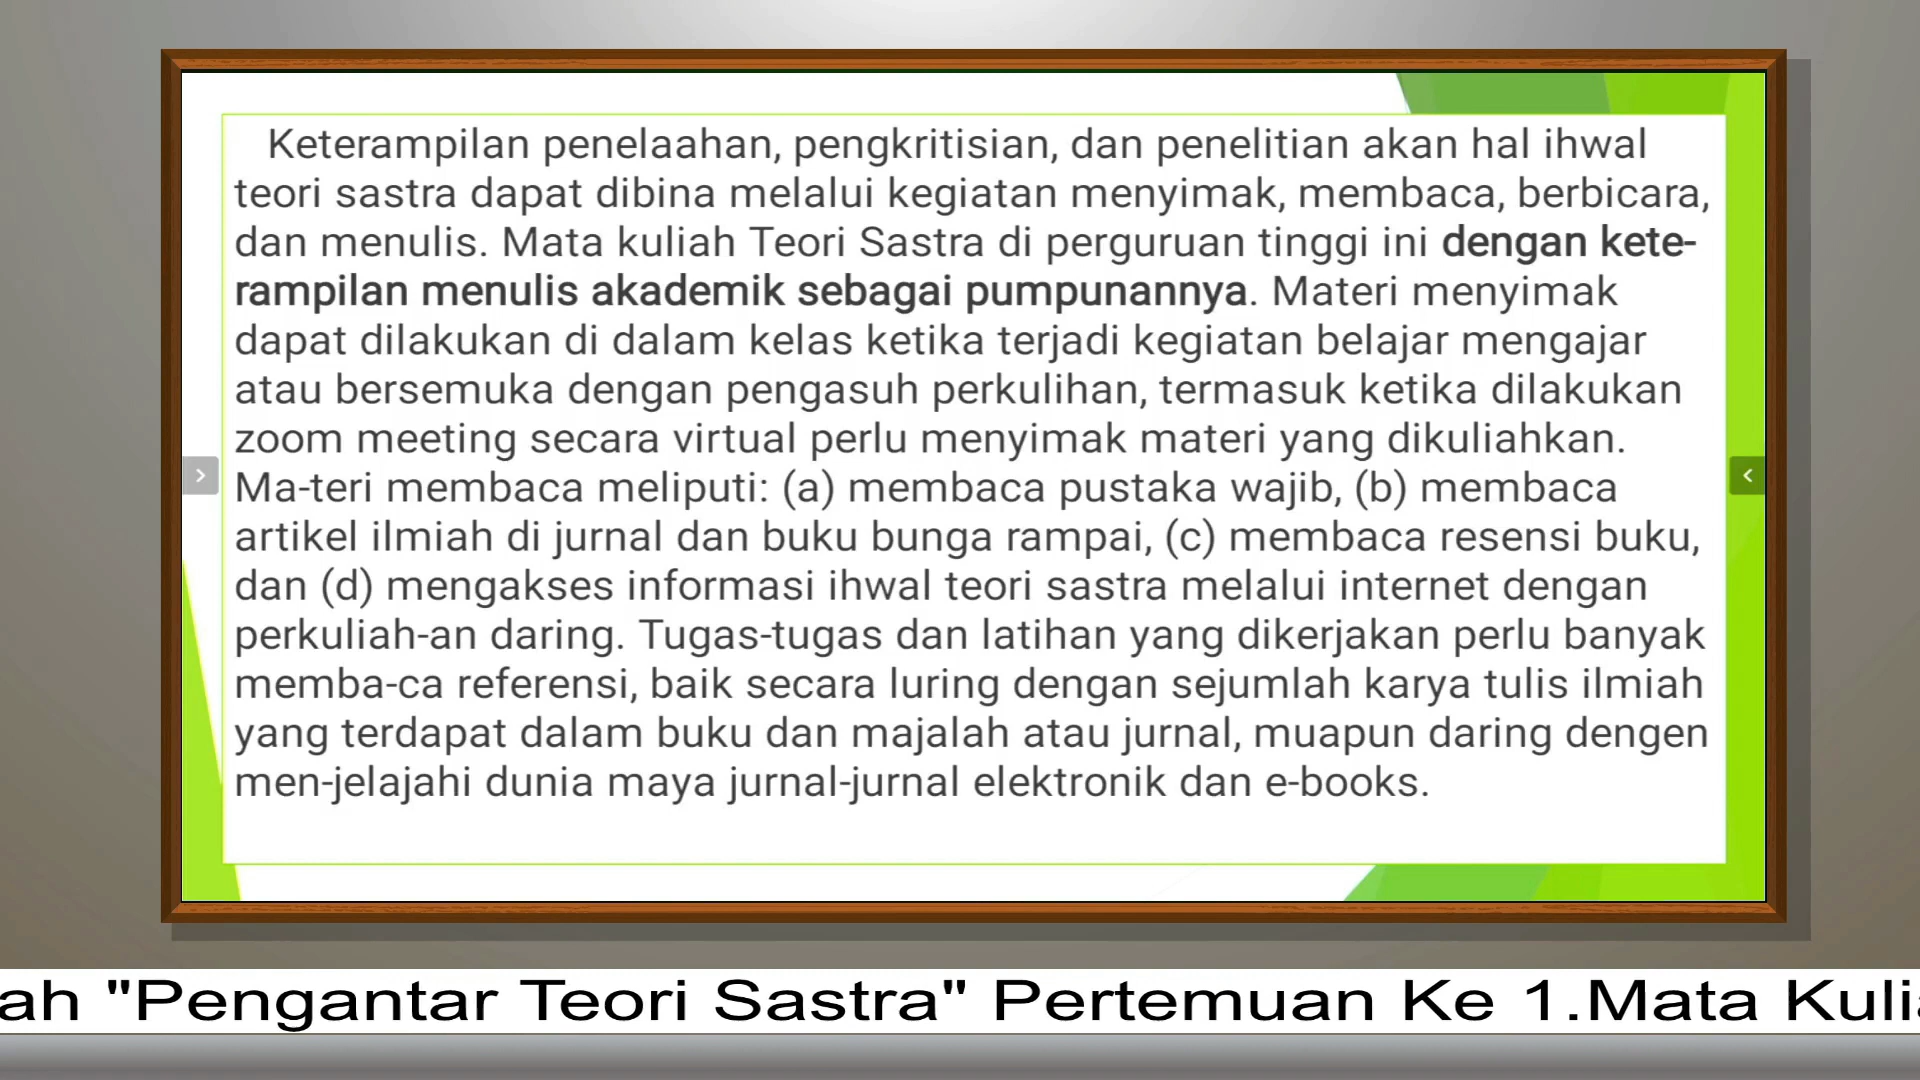 Keterampilan penelaahan, pengkritisian, dan penelitian akan hal ihwal
teori sastra dapat dibina melalui kegiatan menyimak, membaca, berbicara,
dan menulis. Mata kuliah Teori Sastra di perguruan tinggi ini dengan kete-
rampilan menulis akademik sebagai pumpunannya. Materi menyimak
dapat dilakukan di dalam kelas ketika terjadi kegiatan belajar mengajar
atau bersemuka dengan pengasuh perkulihan, termasuk ketika dilakukan
zoom meeting secara virtual perlu menyimak materi yang dikuliahkan.
Ma-teri membaca meliputi: (a) membaca pustaka wajib, (b) membaca
artikel ilmiah di jurnal dan buku bunga rampai, (c) membaca resensi buku,
dan (d) mengakses informasi ihwal teori sastra melalui internet dengan
perkuliah-an daring. Tugas-tugas dan latihan yang dikerjakan perlu banyak
memba-ca referensi, baik secara luring dengan sejumlah karya tulis ilmiah
yang terdapat dalam buku dan majalah atau jurnal, muapun daring dengen
men-jelajahi dunia maya jurnal-jurnal elektronik dan e-books.
ah "Pengantar Teori Sastra" Pertemuan Ke 1.Mata Kulia